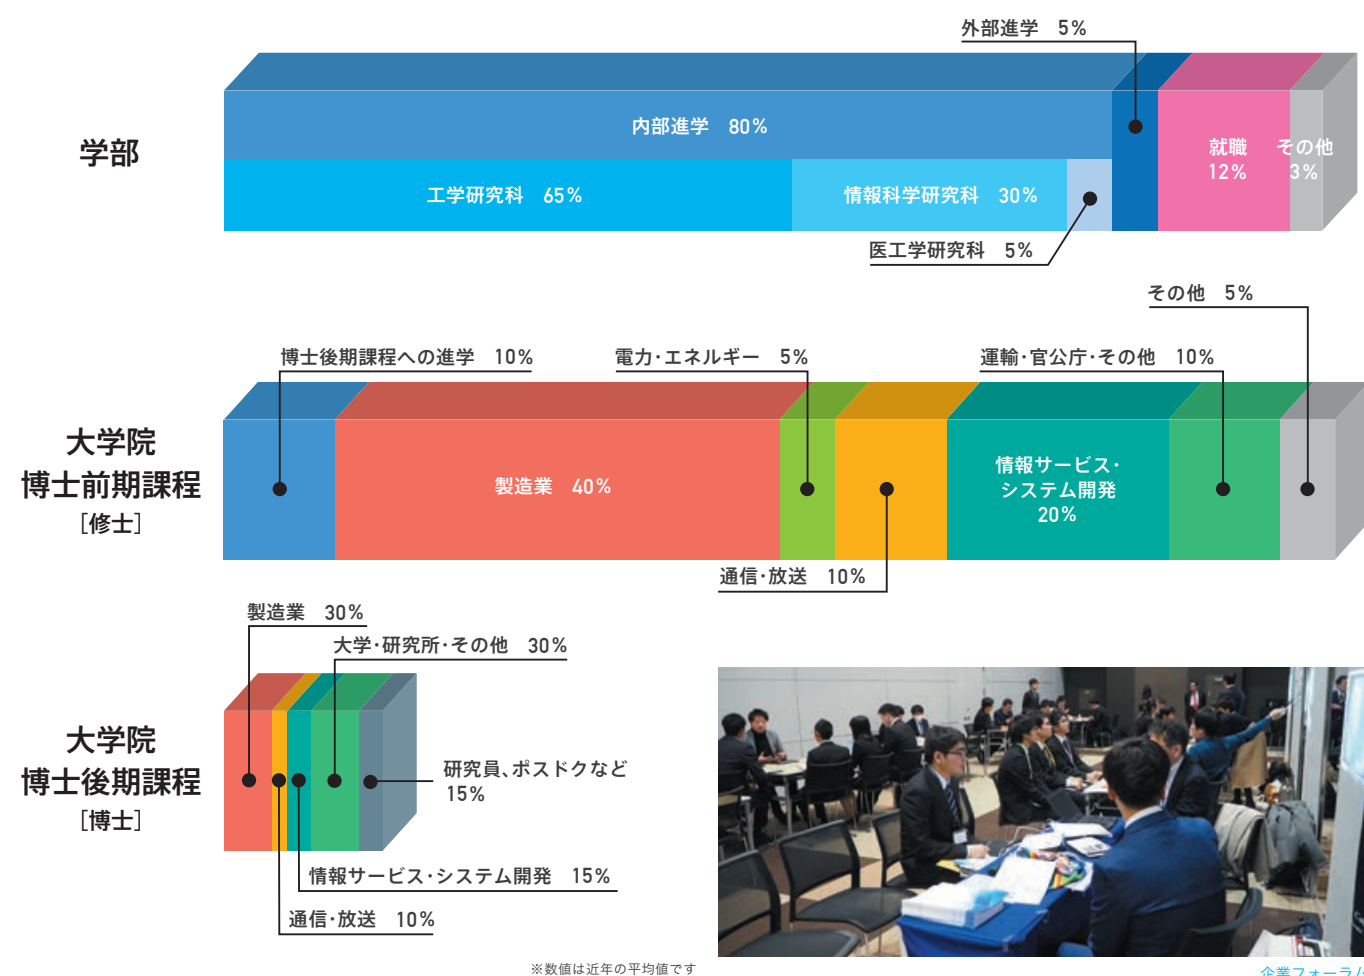 外部進学 5%
学部
内部進学 80%
就職
12%
その他
3%
工学研究科 65%
情報科学研究科 30%
医工学研究科 5%
その他 5%
博士後期課程への進学 10%
電力・エネルギー 5%
運輸・官公庁・その他 10%
大学院
博士前期課程
［修士］
製造業 40%
情報サービス・
システム開発
20%
通信・放送 10%
製造業 30%
大学・研究所・その他 30%
大学院
博士後期課程
［博士］
研究員、ポスドクなど
15%
情報サービス・システム開発 15%
通信・放送 10%
※数値は近年の平均値です
企業フォーラ